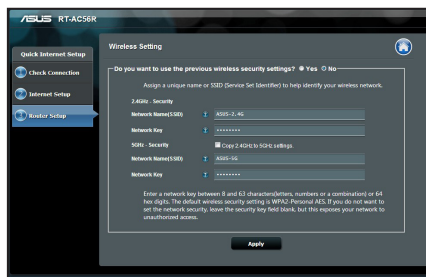 ASUS RT-AC56R
Quick Internet Setup
Check Connection
Internet Setup
Router Setup
Wireless Setting
Do you want to use the previous wireless security settings? Yes No
Assign a unique name or SSID (Service Set Identifier) to help identify your wireless network.
2.4GHz - Security
Network Name(SSID) ASUS-2.4G
Network Key ••••••••
5GHz - Security Copy 2.4GHz to 5GHz settings.
Network Name(SSID) ASUS-5G
Network Key ••••••••
Enter a network key between 8 and 63 characters(letters, numbers or a combination) or 64
hex digits. The default wireless security setting is WPA2-Personal AES. If you do not want to
set the network security, leave the security key field blank, but this exposes your network to
unauthorized access.
Apply